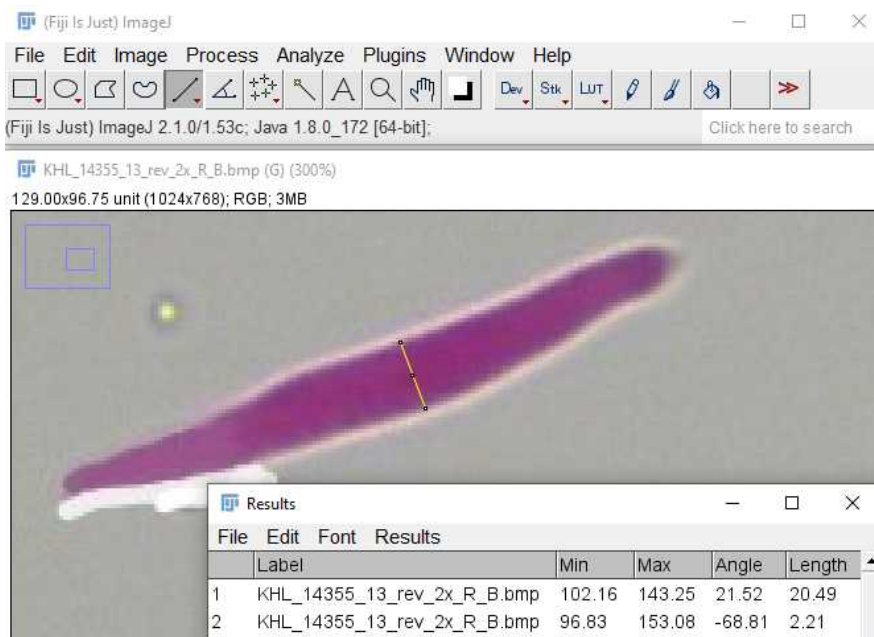 (Fiji Is Just) ImageJ
File Edit Image Process Analyze Plugins Window Help
A Dev Stk LUT >>
(Fiji Is Just) ImageJ 2.1.0/1.53c; Java 1.8.0_172 [64-bit]; Click here to search
KHL_14355_13_rev_2x_R_B.bmp (G) (300%)
129.00x96.75 unit (1024x768); RGB; 3MB
Results
File Edit Font Results
Label Min Max Angle Length
1 KHL_14355_13_rev_2x_R_B.bmp 102.16 143.25 21.52 20.49
2 KHL_14355_13_rev_2x_R_B.bmp 96.83 153.08 -68.81 2.21